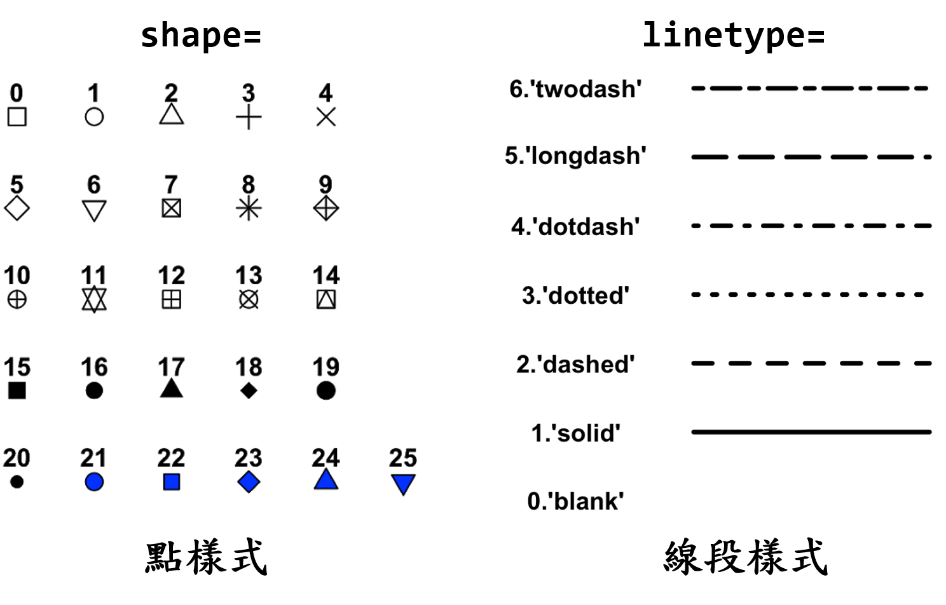 shape=
0 1 2 3 4
5 6 7 8 9
10 11 12 13 14
15 16 17 18 19
20 21 22 23 24 25
點樣式
linetype=
6.'twodash'
5.'longdash'
4.'dotdash'
3.'dotted'
2.'dashed'
1.'solid'
0.'blank'
線段樣式